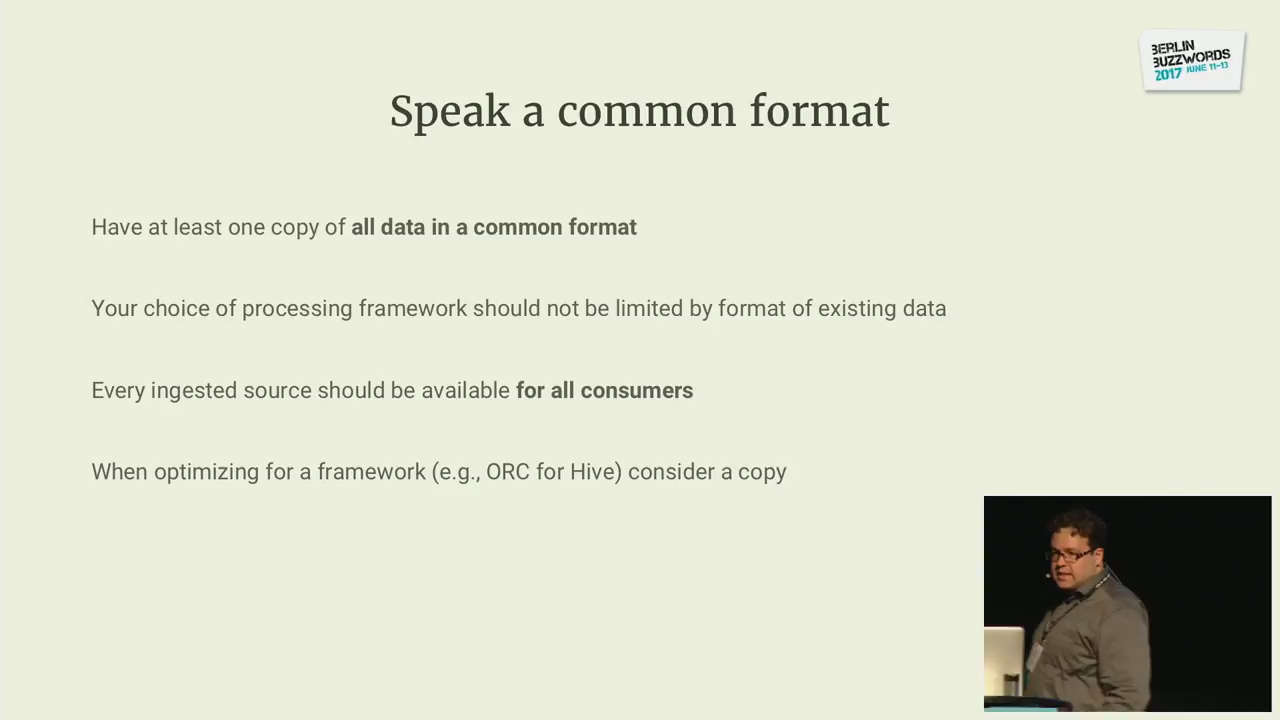 BERLIN
BUZZWORDS
2017 JUNE 11-13
Speak a common format
Have at least one copy of all data in a common format
Your choice of processing framework should not be limited by format of existing data
Every ingested source should be available for all consumers
When optimizing for a framework (e.g., ORC for Hive) consider a copy